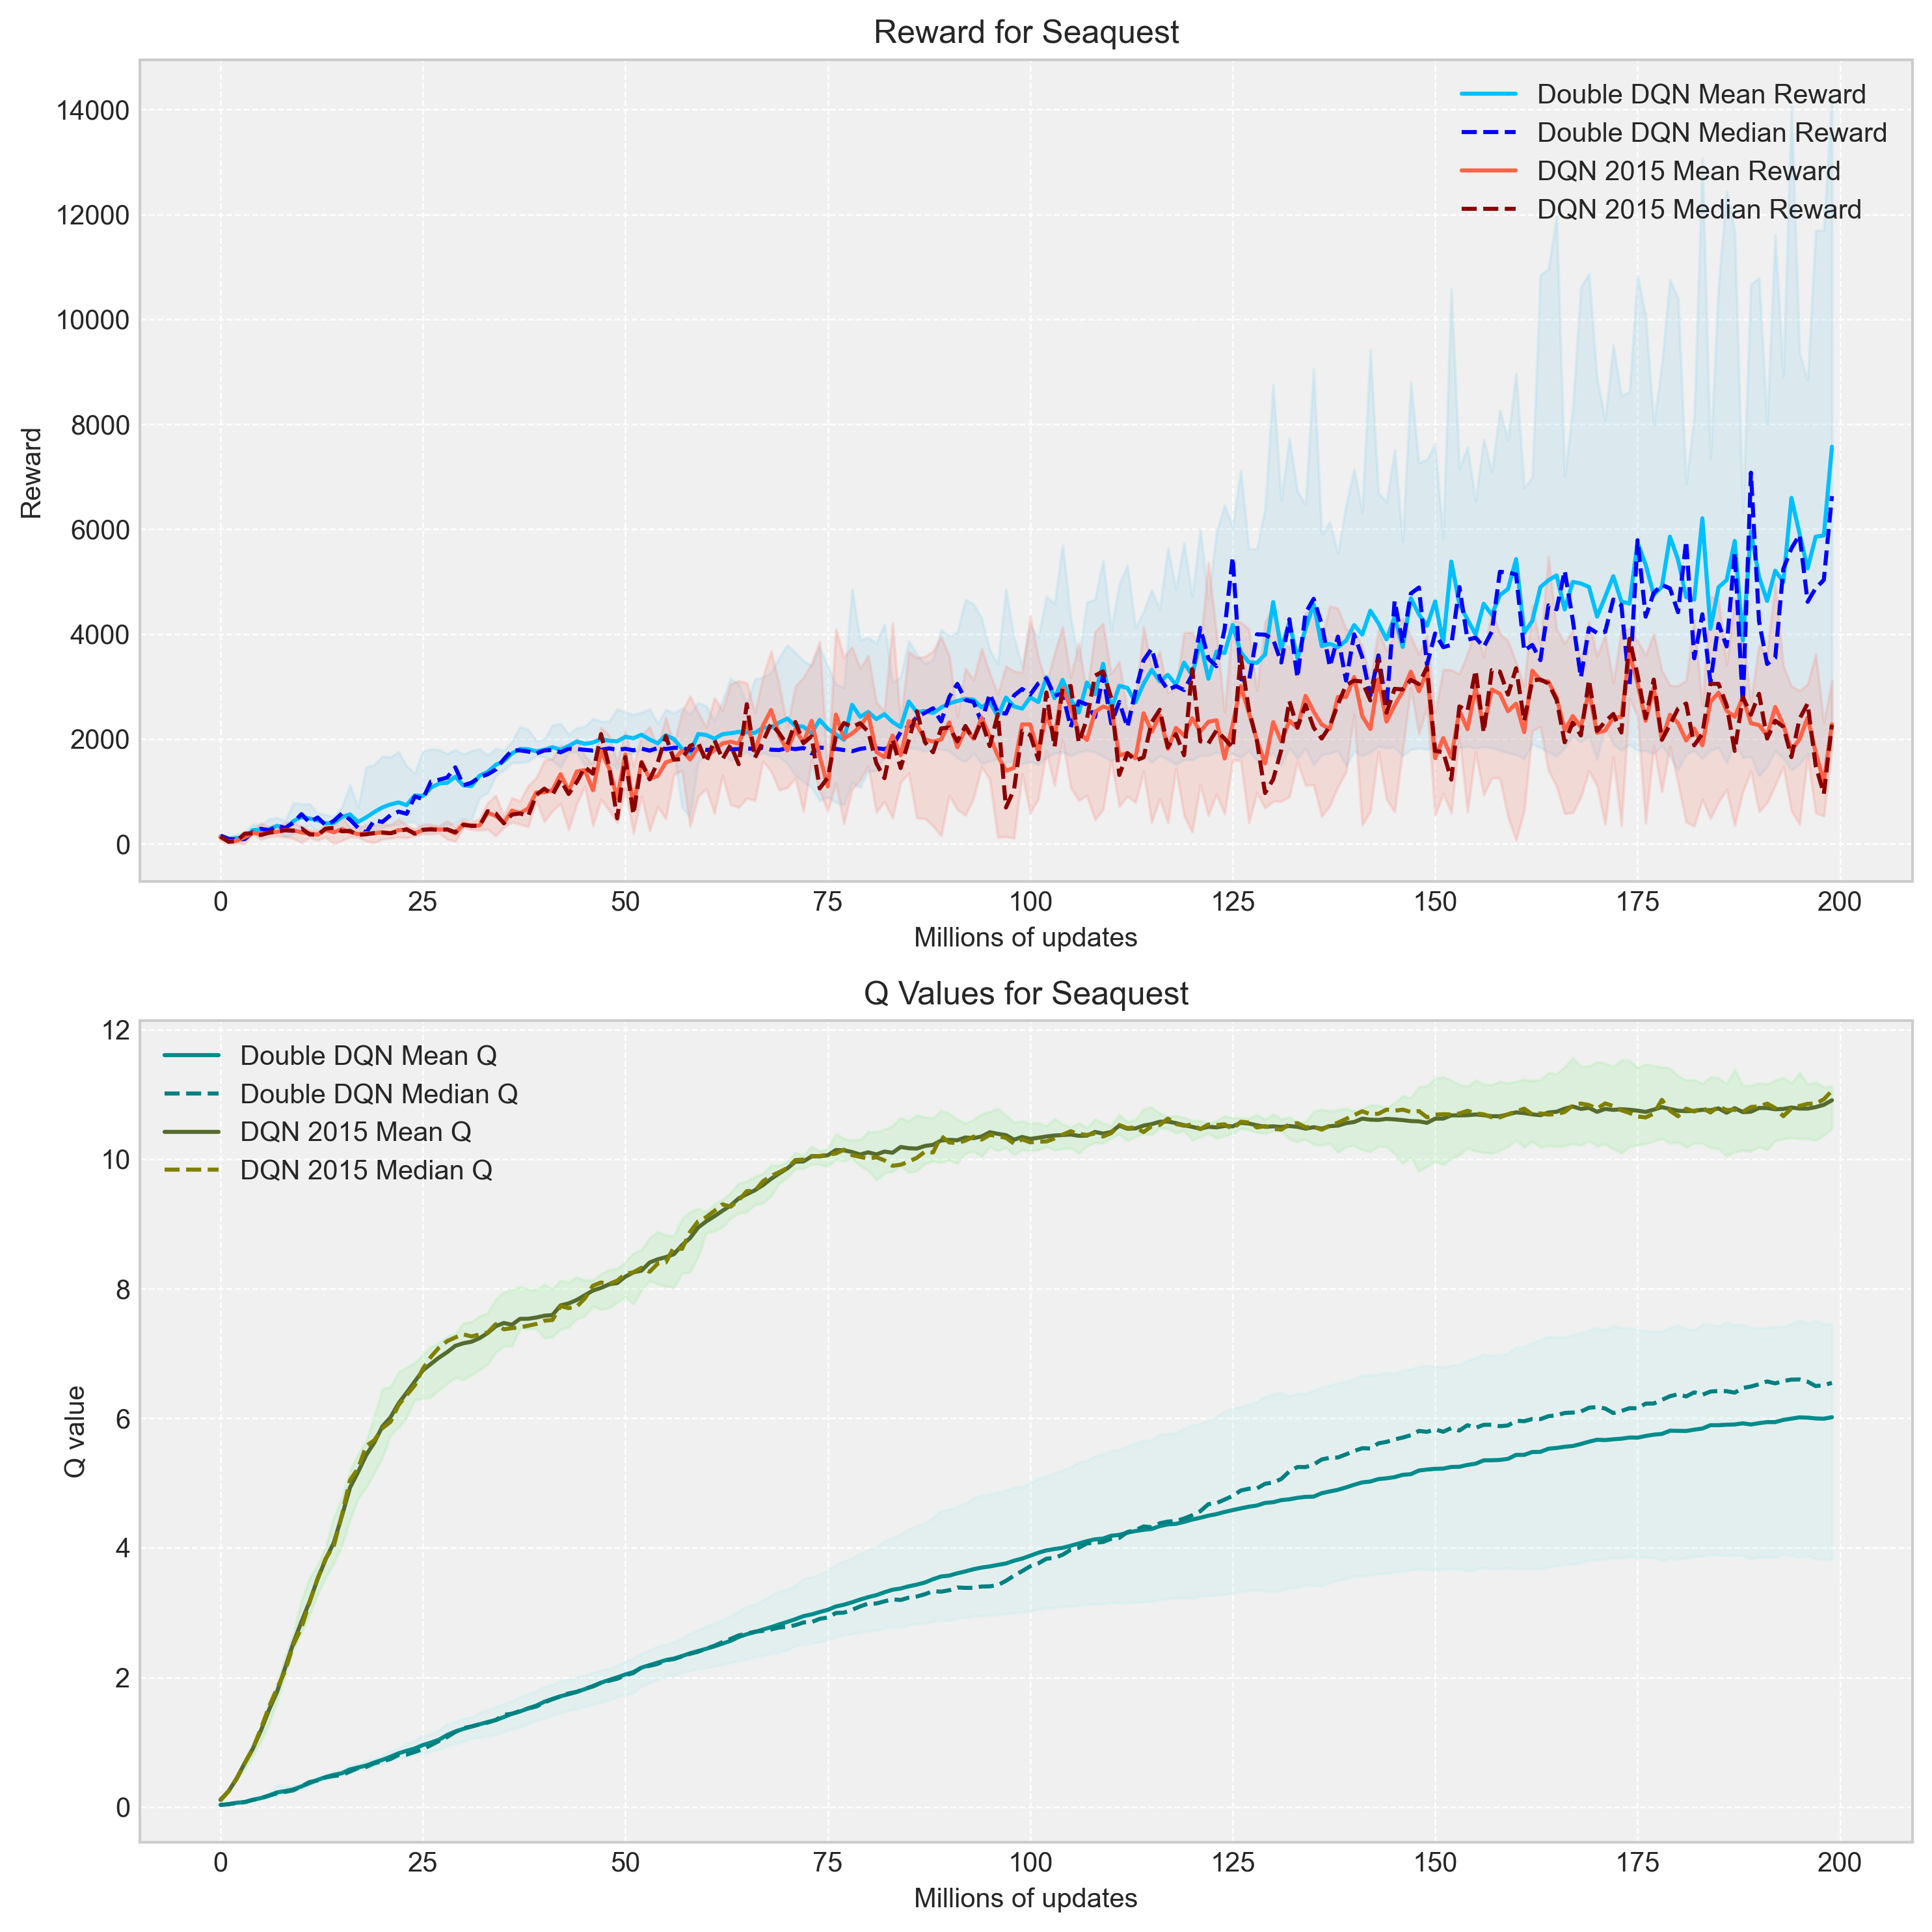 Reward for Seaquest
14000
12000
10000
8000
6000
4000
2000
0
Reward
Double DQN Mean Reward
Double DQN Median Reward
DQN 2015 Mean Reward
DQN 2015 Median Reward
0 25 50 75 100 125 150 175 200
Millions of updates
Q Values for Seaquest
12
10
8
6
4
2
0
Q value
Double DQN Mean Q
Double DQN Median Q
DQN 2015 Mean Q
DQN 2015 Median Q
0 25 50 75 100 125 150 175 200
Millions of updates